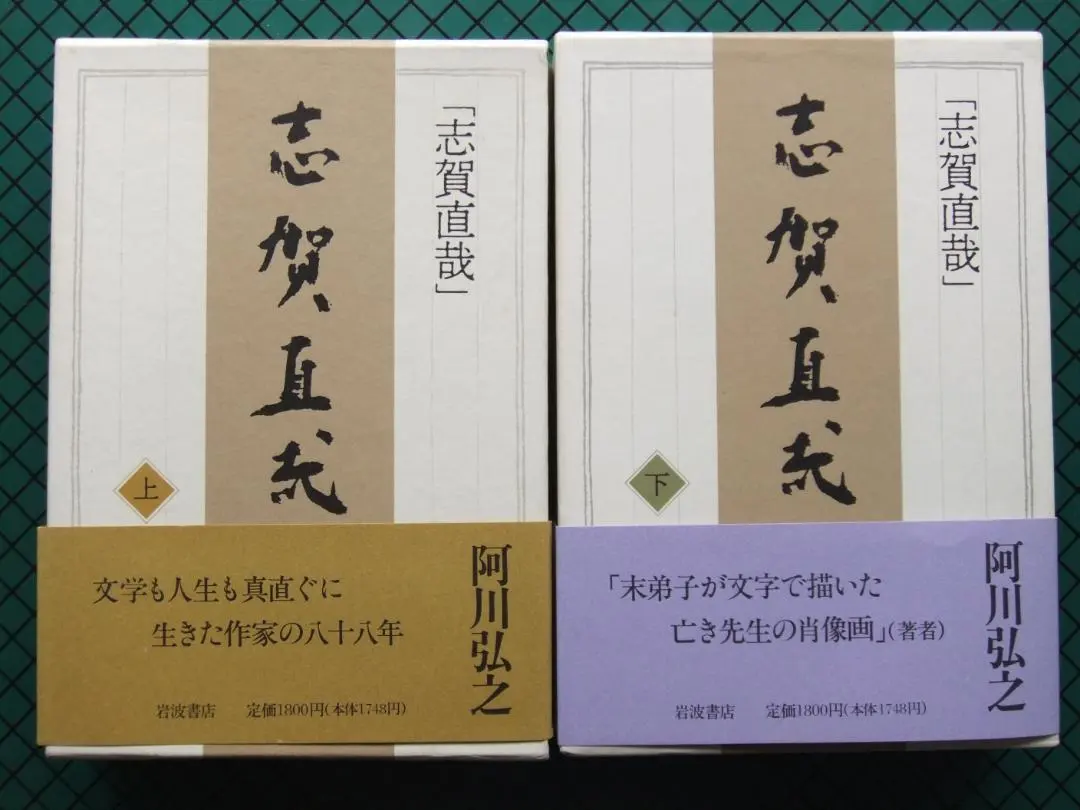 「志賀直哉」
志賀直哉
上
阿川弘之
文学も人生も真直ぐに
生きた作家の八十八年
岩波書店 定価1800円(本体1748円)
「志賀直哉」
志賀直哉
下
阿川弘之
「末弟子が文字で描いた
亡き先生の肖像画」(著者)
岩波書店 定価1800円(本体1748円)